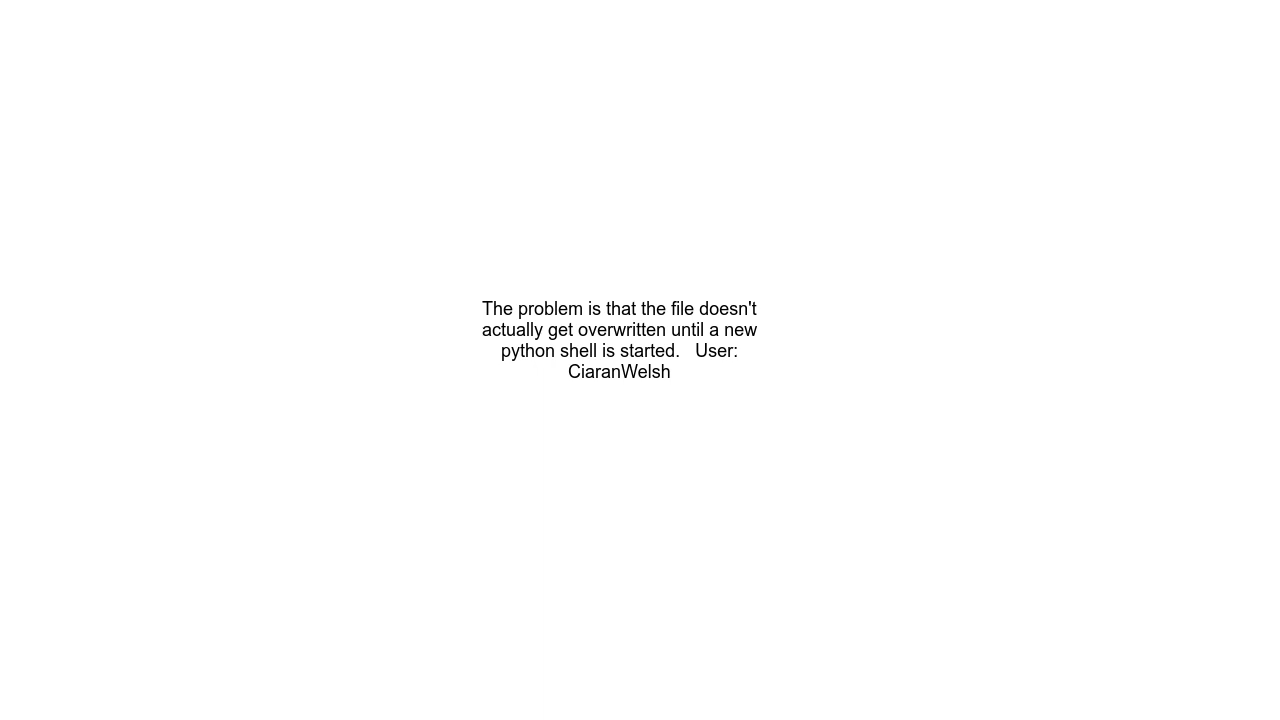 The problem is that the file doesn't
actually get overwritten until a new
python shell is started.   User:
CiaranWelsh